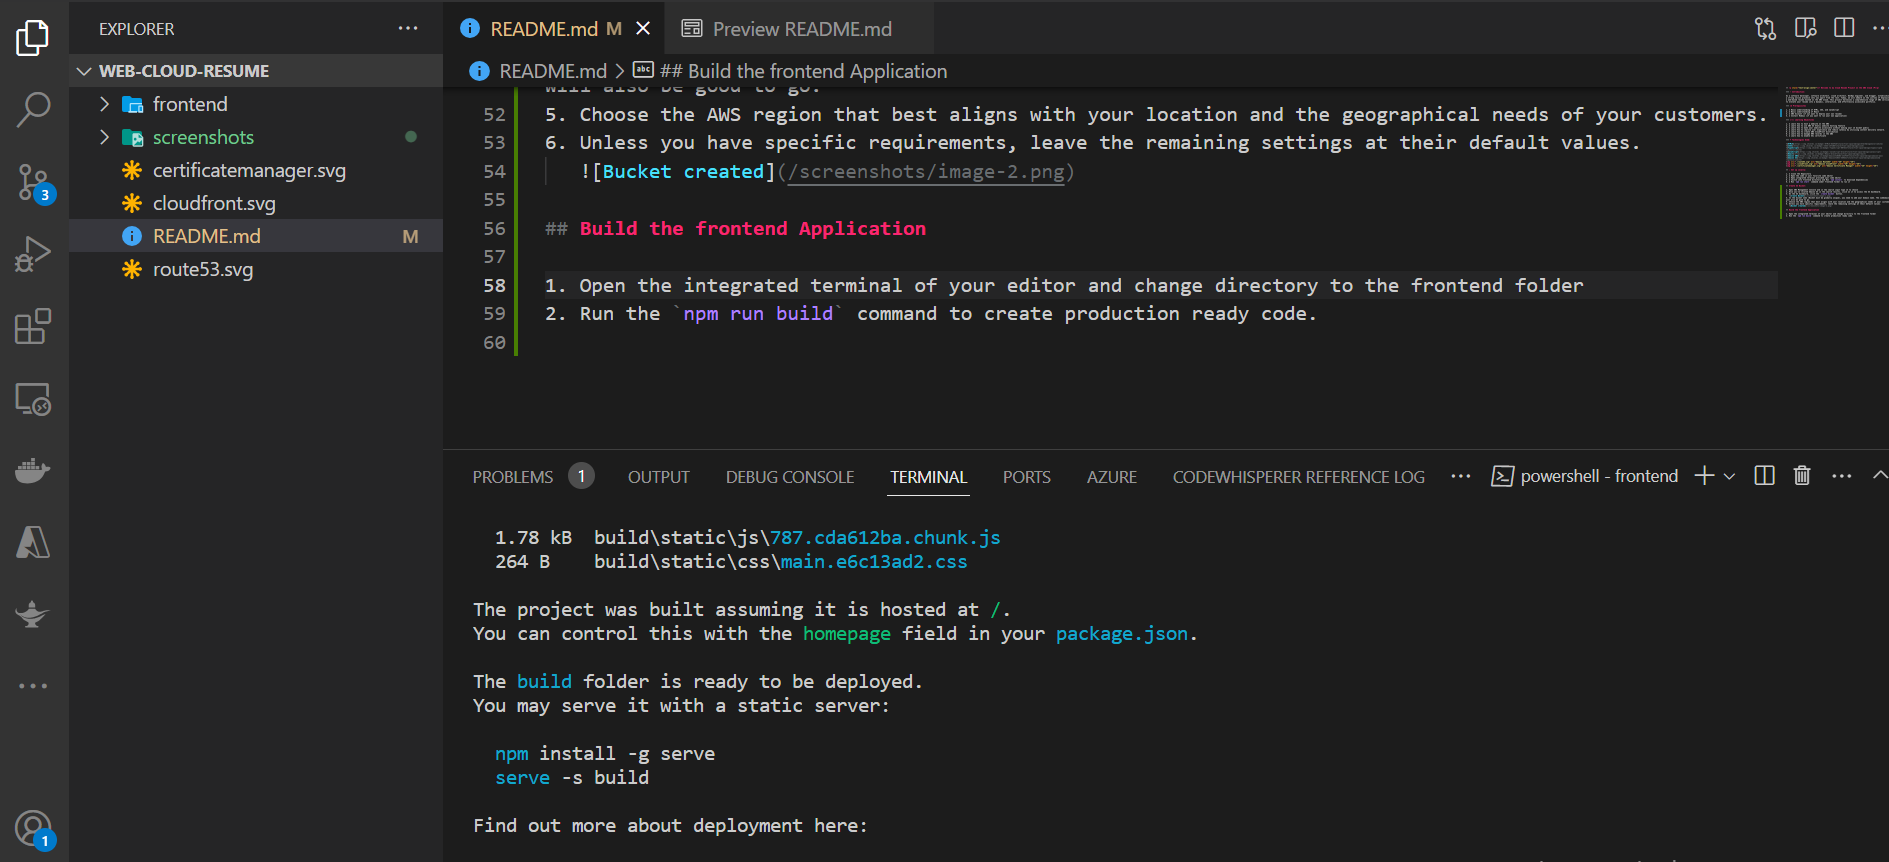 EXPLORER
WEB-CLOUD-RESUME
frontend
screenshots
certificatemanager.svg
cloudfront.svg
README.md M
route53.svg
3
1
README.md M
Preview README.md
README.md > ## Build the frontend Application
will also be good to go.
52 5. Choose the AWS region that best aligns with your location and the geographical needs of your customers.
53 6. Unless you have specific requirements, leave the remaining settings at their default values.
54 ![Bucket created](/screenshots/image-2.png)
55
56 ## Build the frontend Application
57
58 1. Open the integrated terminal of your editor and change directory to the frontend folder
59 2. Run the `npm run build` command to create production ready code.
60
PROBLEMS 1 OUTPUT DEBUG CONSOLE TERMINAL PORTS AZURE CODEWHISPERER REFERENCE LOG ··· powershell - frontend
1.78 kB build\static\js\787.cda612ba.chunk.js
264 B build\static\css\main.e6c13ad2.css
The project was built assuming it is hosted at /.
You can control this with the homepage field in your package.json.
The build folder is ready to be deployed.
You may serve it with a static server:
npm install -g serve
serve -s build
Find out more about deployment here: